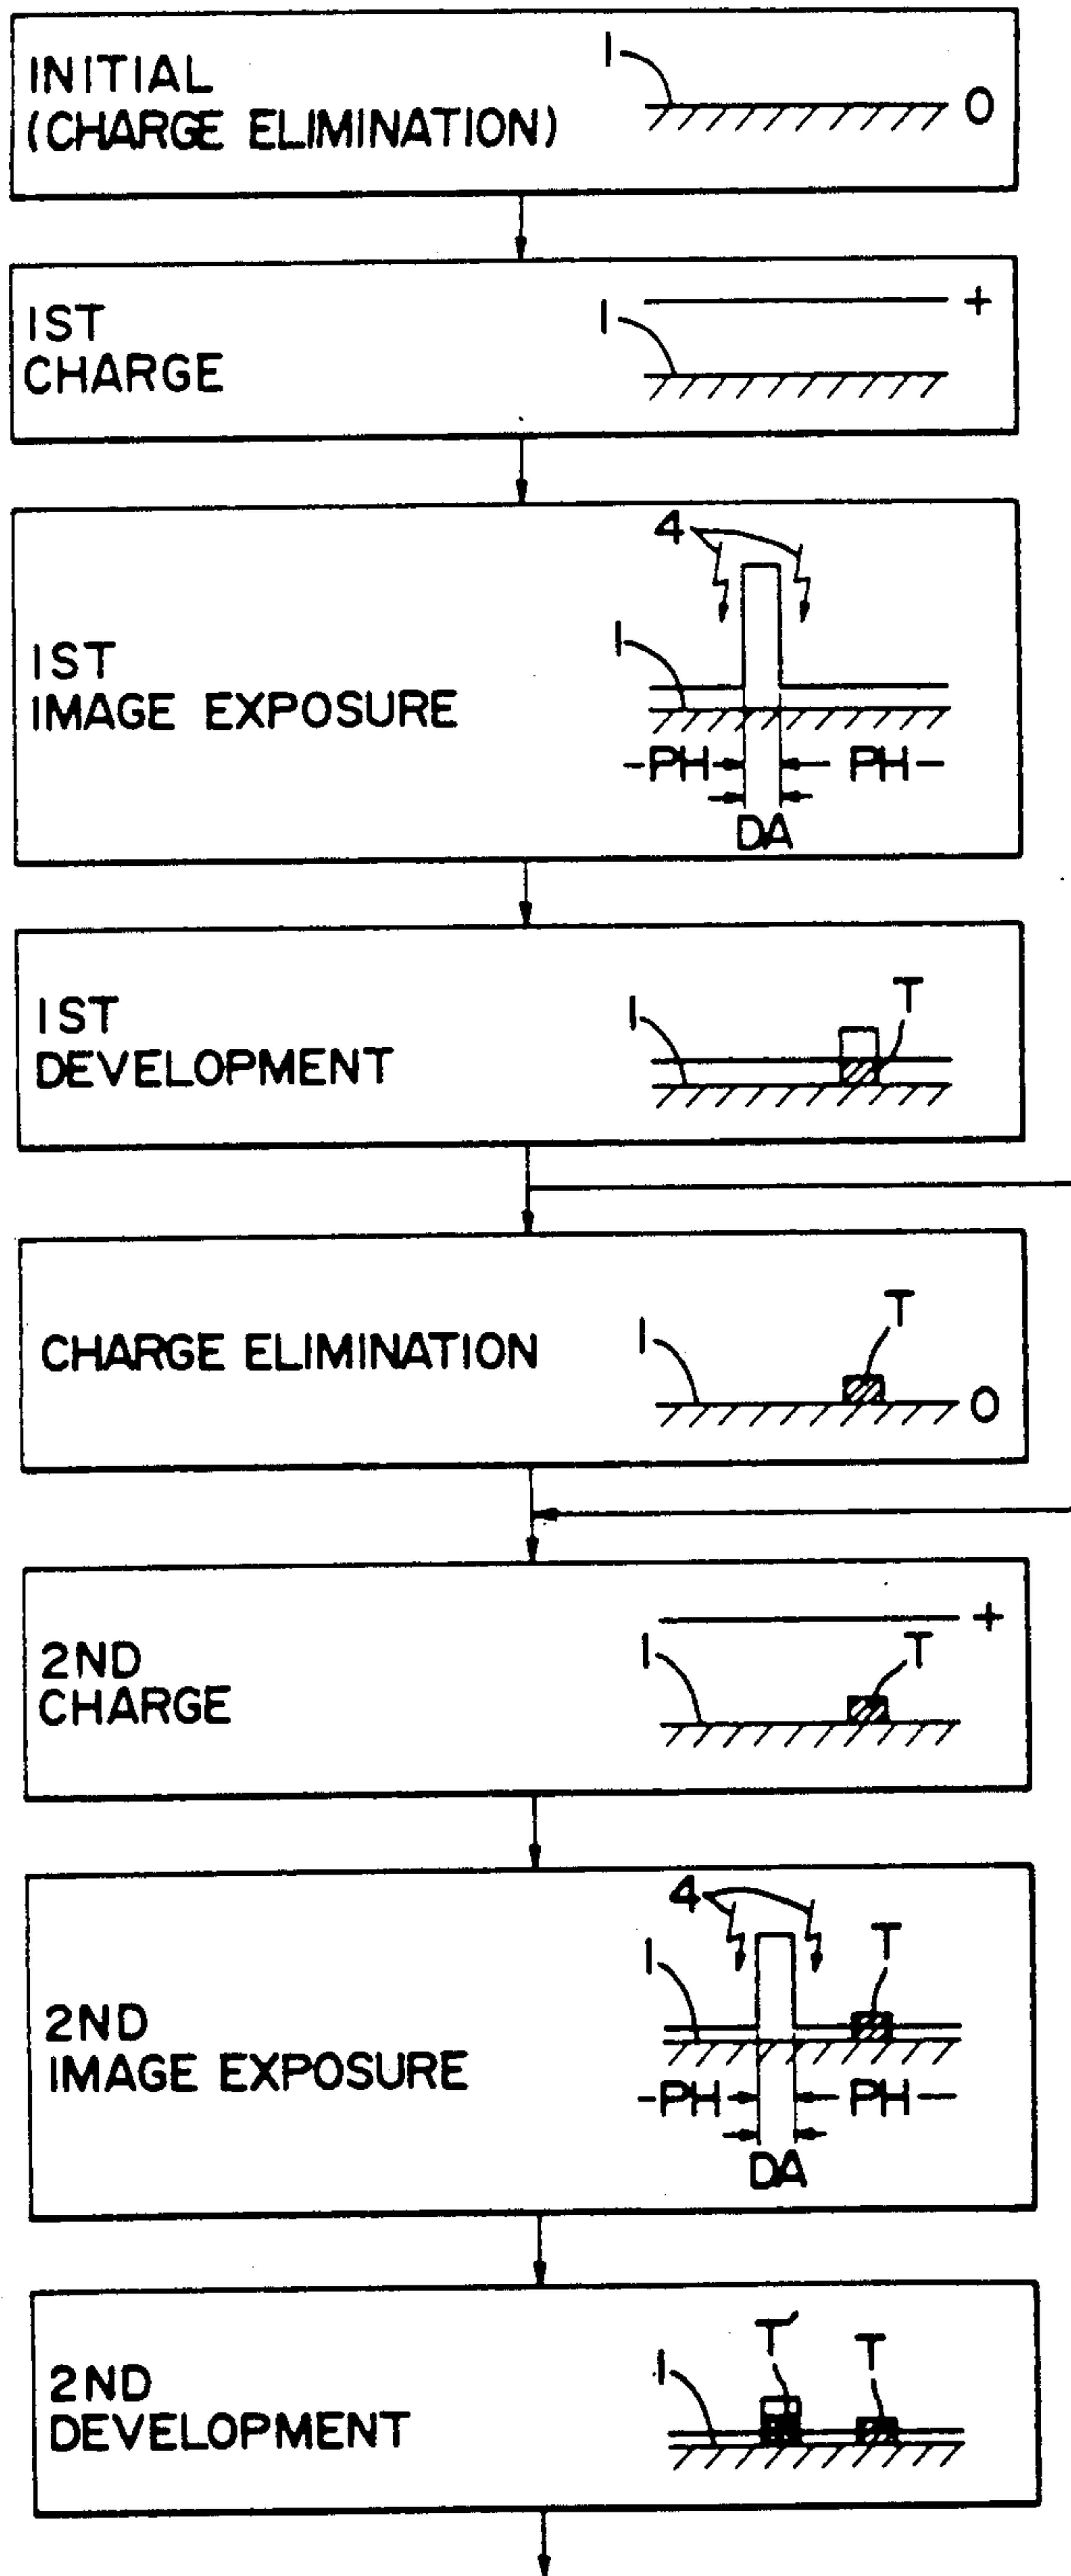 INITIAL
(CHARGE ELIMINATION)
1
0
1ST
CHARGE
1
+
1ST
IMAGE EXPOSURE
4
1
-PH PH-
DA
1ST
DEVELOPMENT
1
T
CHARGE ELIMINATION
1
T
0
2ND
CHARGE
1
T
+
2ND
IMAGE EXPOSURE
4
1
T
-PH PH-
DA
2ND
DEVELOPMENT
1
T'
T